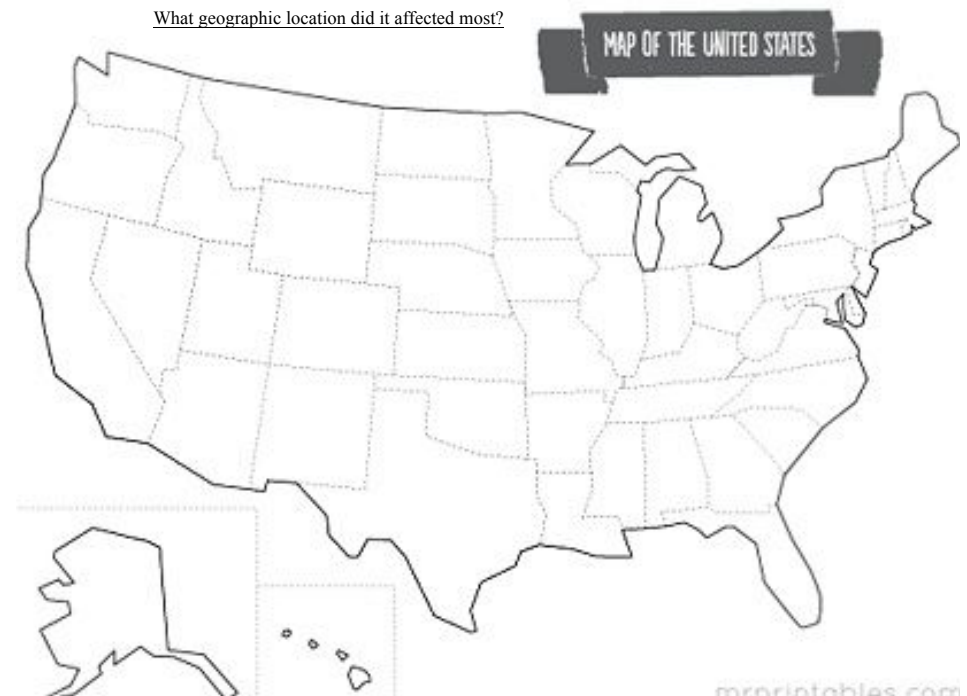 What geographic location did it affected most?
MAP OF THE UNITED STATES
mrprintables.com